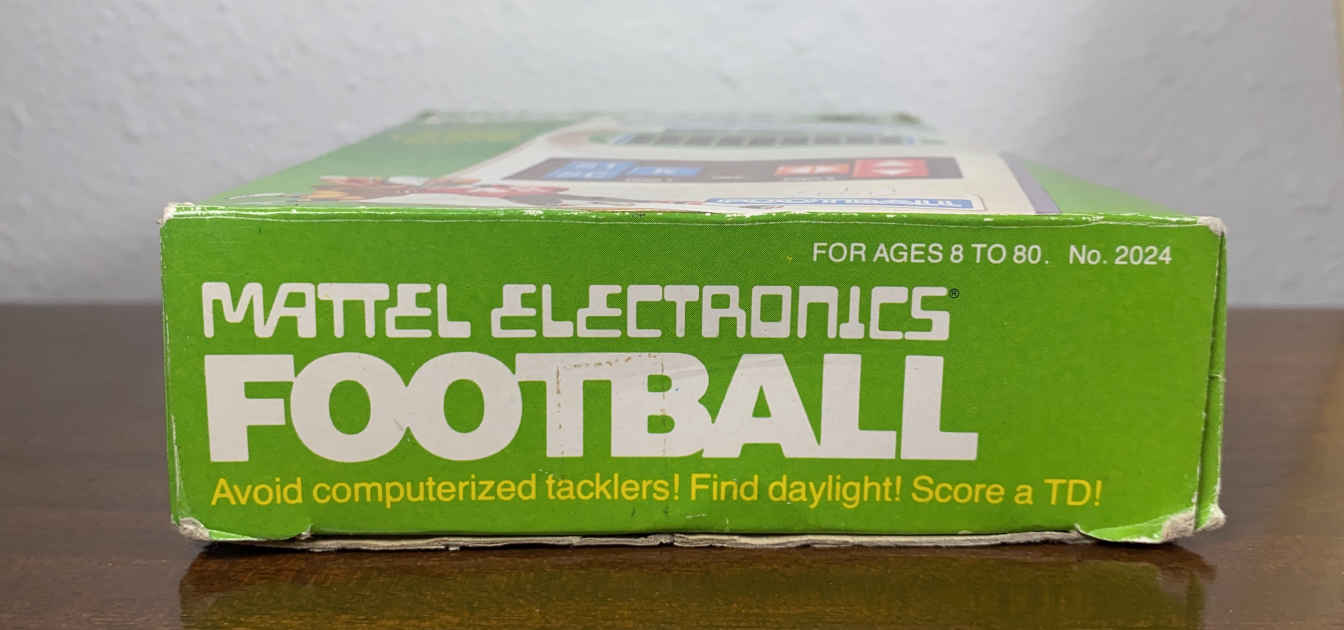 FOR AGES 8 TO 80. No. 2024
MATTEL ELECTRONICS®
FOOTBALL
Avoid computerized tacklers! Find daylight! Score a TD!